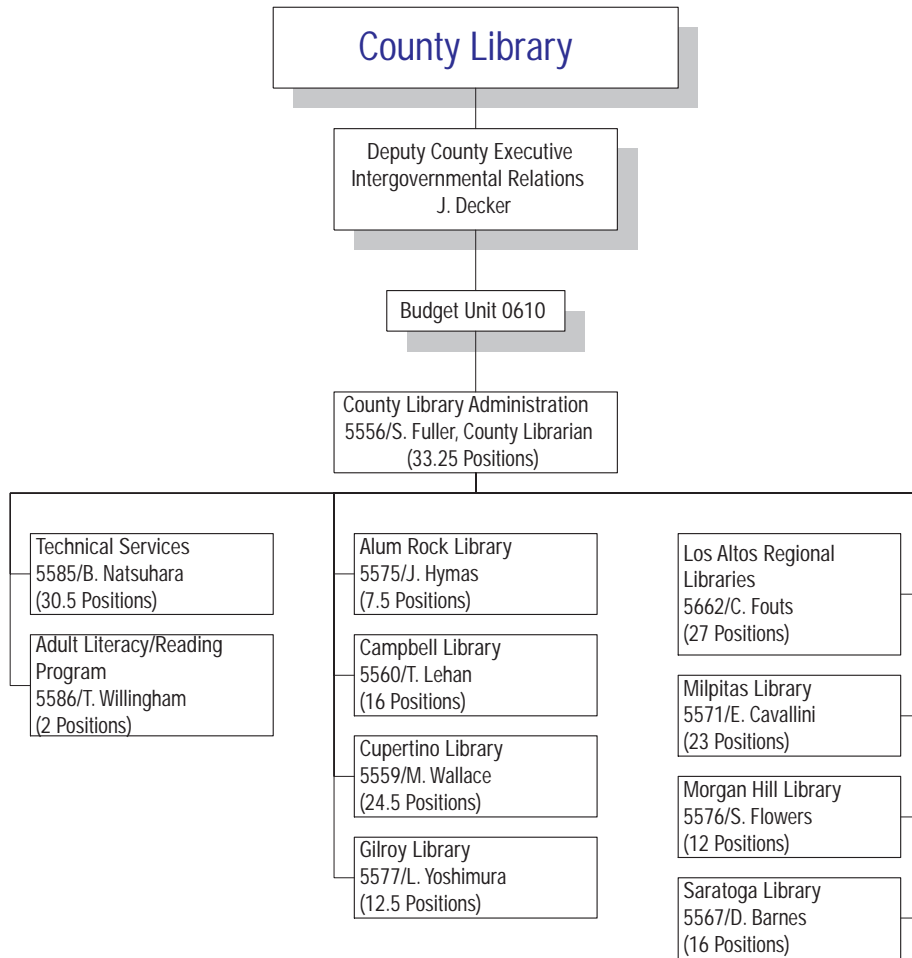 County Library
Deputy County Executive
Intergovernmental Relations
J. Decker
Budget Unit 0610
County Library Administration
5556/S. Fuller, County Librarian
(33.25 Positions)
Technical Services
5585/B. Natsuhara
(30.5 Positions)
Adult Literacy/Reading
Program
5586/T. Willingham
(2 Positions)
Alum Rock Library
5575/J. Hymas
(7.5 Positions)
Campbell Library
5560/T. Lehan
(16 Positions)
Cupertino Library
5559/M. Wallace
(24.5 Positions)
Gilroy Library
5577/L. Yoshimura
(12.5 Positions)
Los Altos Regional
Libraries
5662/C. Fouts
(27 Positions)
Milpitas Library
5571/E. Cavallini
(23 Positions)
Morgan Hill Library
5576/S. Flowers
(12 Positions)
Saratoga Library
5567/D. Barnes
(16 Positions)